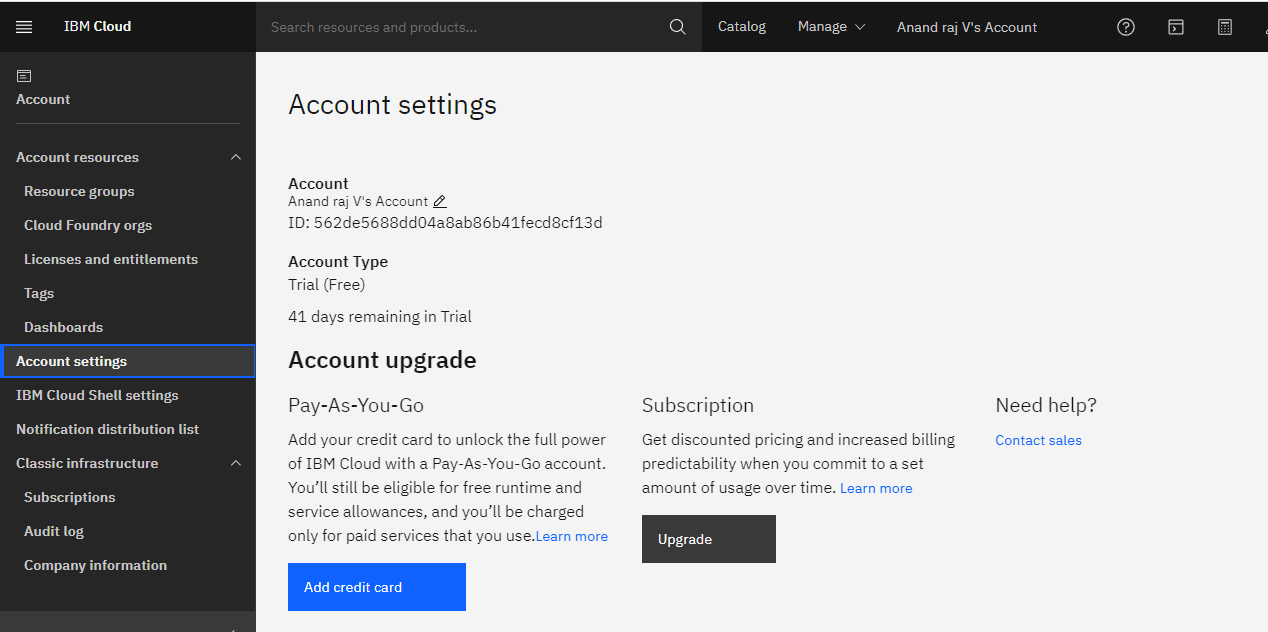 IBM Cloud
Search resources and products...
Catalog
Manage
Anand raj V's Account
Account
Account resources
Resource groups
Cloud Foundry orgs
Licenses and entitlements
Tags
Dashboards
Account settings
IBM Cloud Shell settings
Notification distribution list
Classic infrastructure
Subscriptions
Audit log
Company information
Account settings
Account
Anand raj V's Account
ID: 562de5688dd04a8ab86b41fecd8cf13d
Account Type
Trial (Free)
41 days remaining in Trial
Account upgrade
Pay-As-You-Go
Add your credit card to unlock the full power
of IBM Cloud with a Pay-As-You-Go account.
You’ll still be eligible for free runtime and
service allowances, and you’ll be charged
only for paid services that you use.Learn more
Add credit card
Subscription
Get discounted pricing and increased billing
predictability when you commit to a set
amount of usage over time. Learn more
Upgrade
Need help?
Contact sales